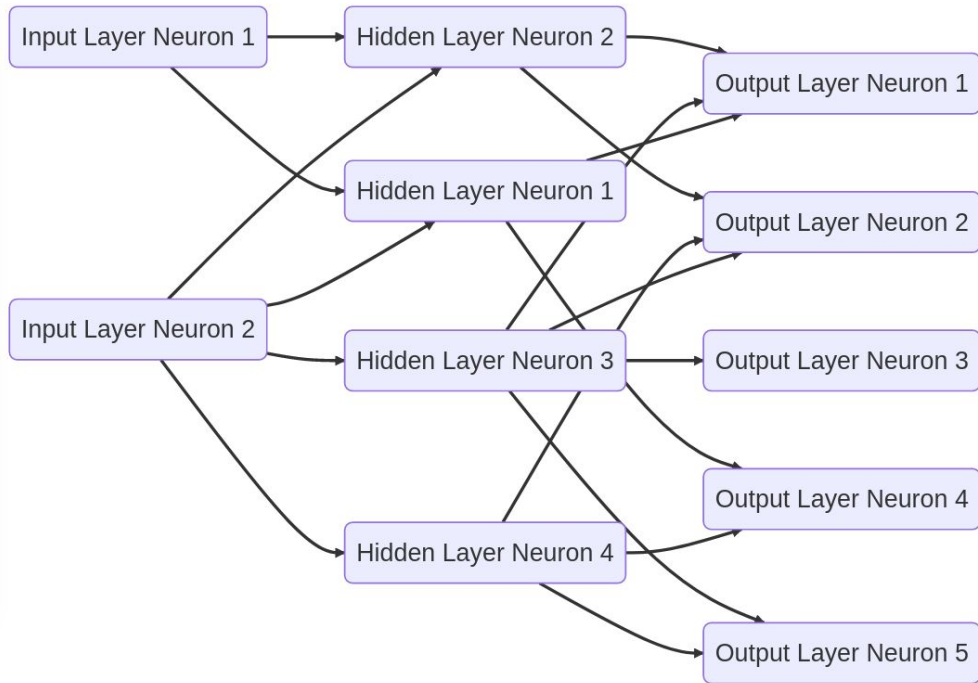 Input Layer Neuron 1
Input Layer Neuron 2
Hidden Layer Neuron 2
Hidden Layer Neuron 1
Hidden Layer Neuron 3
Hidden Layer Neuron 4
Output Layer Neuron 1
Output Layer Neuron 2
Output Layer Neuron 3
Output Layer Neuron 4
Output Layer Neuron 5